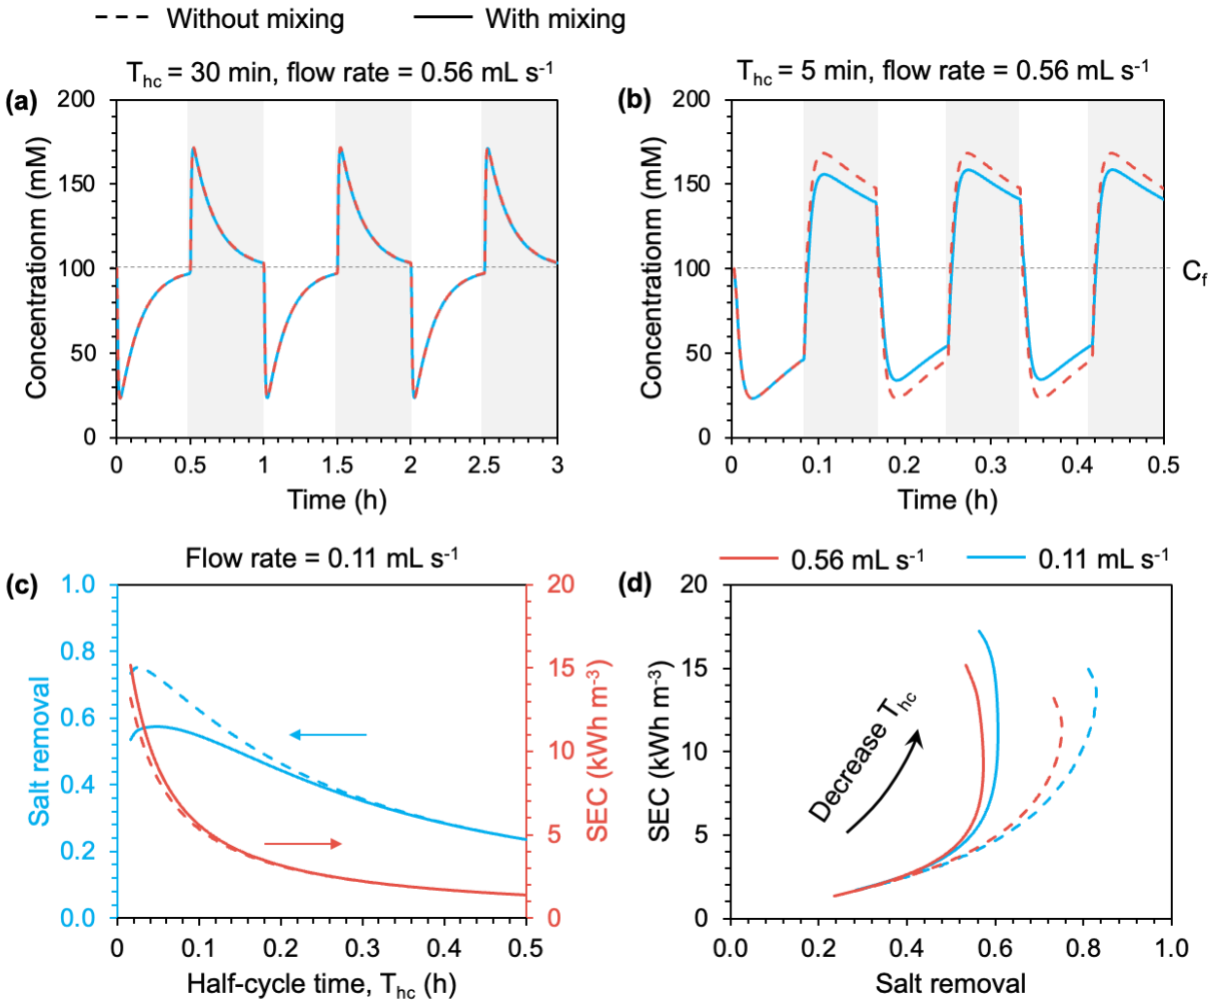 Without mixing With mixing
T_hc = 30 min, flow rate = 0.56 mL s⁻¹
(a)
200
150
100
50
0
Concentrationm (mM)
0 0.5 1 1.5 2 2.5 3
Time (h)
T_hc = 5 min, flow rate = 0.56 mL s⁻¹
(b)
200
150
100
50
0
Concentrationm (mM)
C_f
0 0.1 0.2 0.3 0.4 0.5
Time (h)
Flow rate = 0.11 mL s⁻¹
(c)
1.0
0.8
0.6
0.4
0.2
0.0
Salt removal
20
15
10
5
0
SEC (kWh m⁻³)
0 0.1 0.2 0.3 0.4 0.5
Half-cycle time, T_hc (h)
0.56 mL s⁻¹ 0.11 mL s⁻¹
(d)
20
15
10
5
0
SEC (kWh m⁻³)
Decrease T_hc
0.0 0.2 0.4 0.6 0.8 1.0
Salt removal